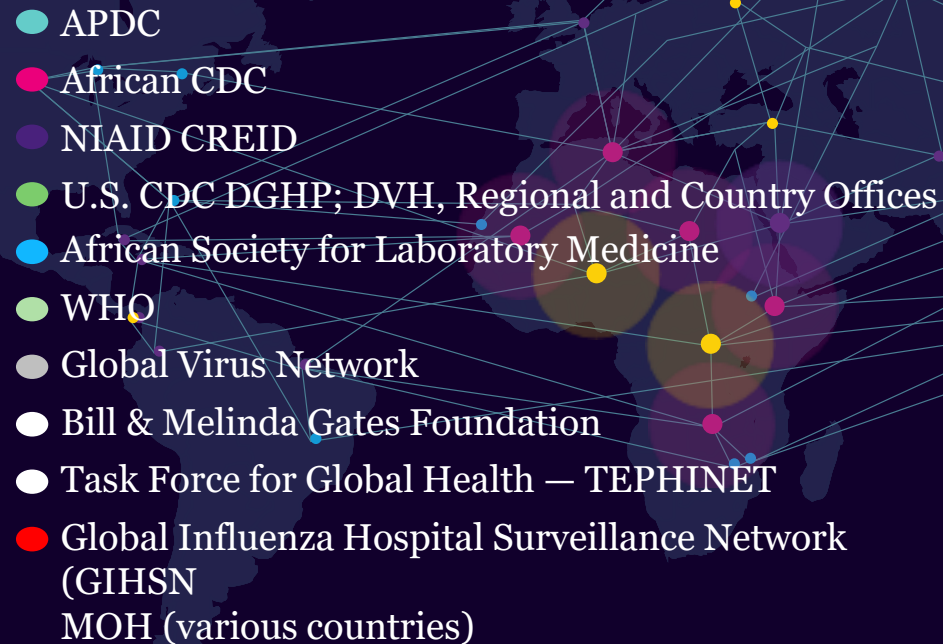 APDC
African CDC
NIAID CREID
U.S. CDC DGHP; DVH, Regional and Country Offices
African Society for Laboratory Medicine
WHO
Global Virus Network
Bill & Melinda Gates Foundation
Task Force for Global Health — TEPHINET
Global Influenza Hospital Surveillance Network
(GIHSN
MOH (various countries)